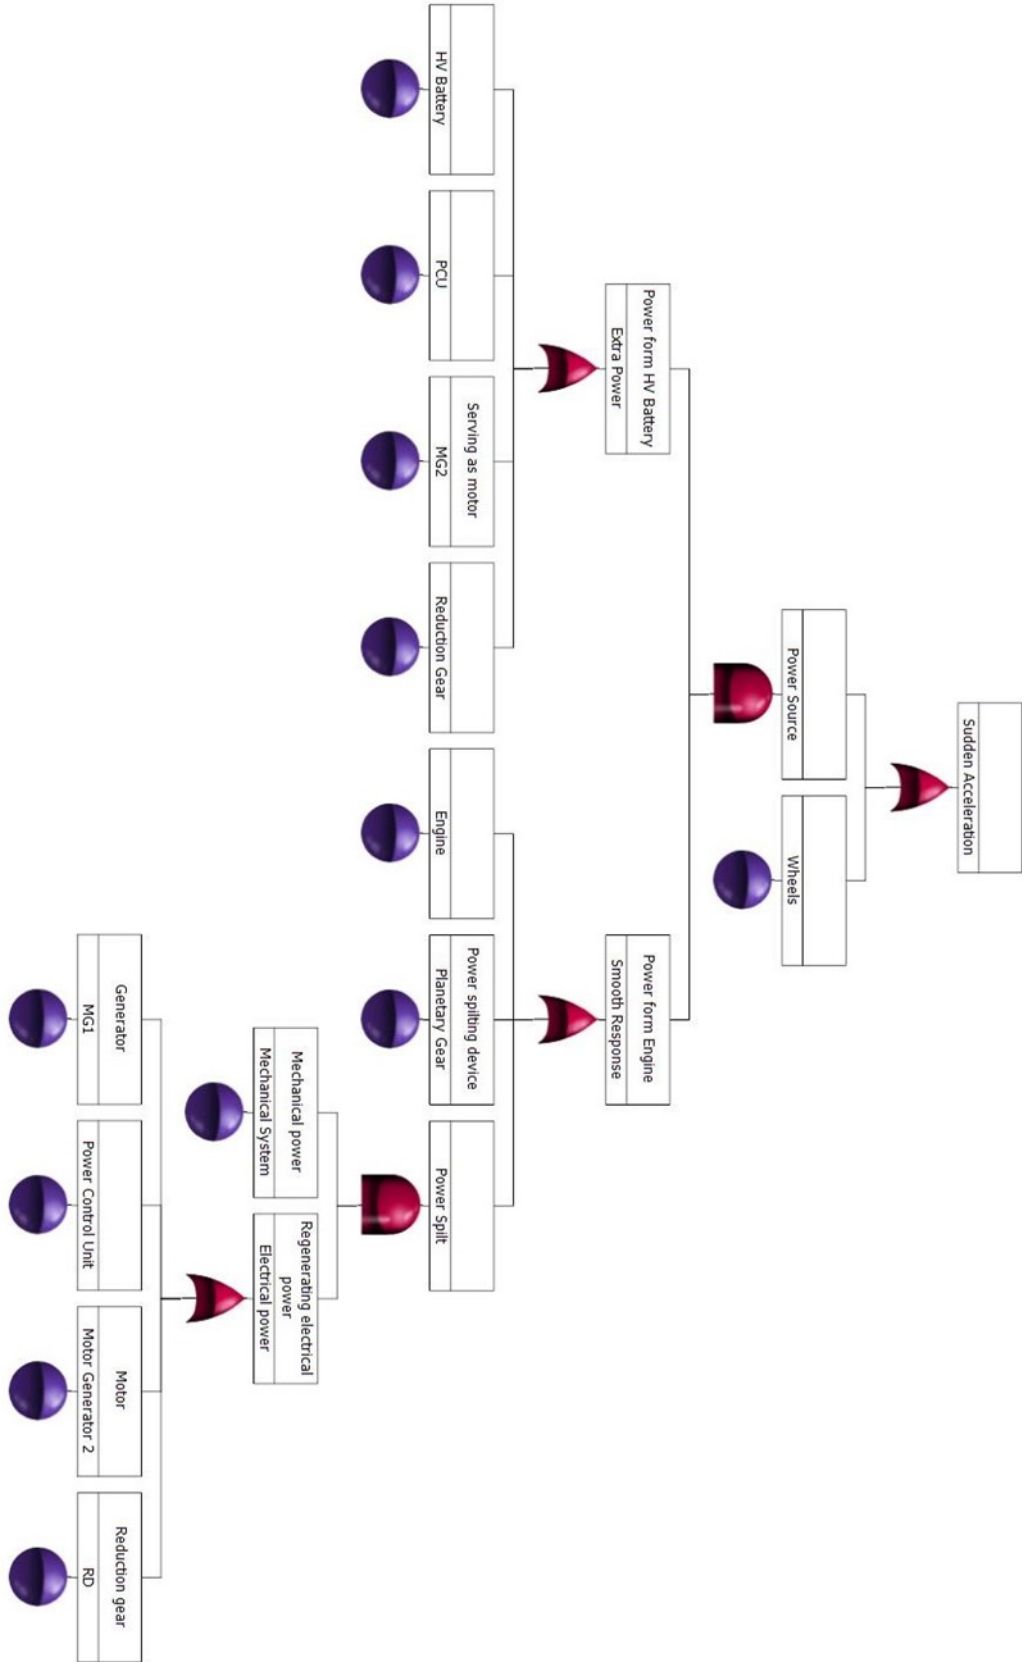 Sudden Acceleration
Power Source
Wheels
Power form HV Battery
Extra Power
Power form Engine
Smooth Response
HV Battery
PCU
Serving as motor
MG2
Reduction Gear
Engine
Power spilting device
Planetary Gear
Power Spilt
Mechanical power
Mechanical System
Regenerating electrical
power
Electrical power
Generator
MG1
Power Control Unit
Motor
Motor Generator 2
Reduction gear
RD